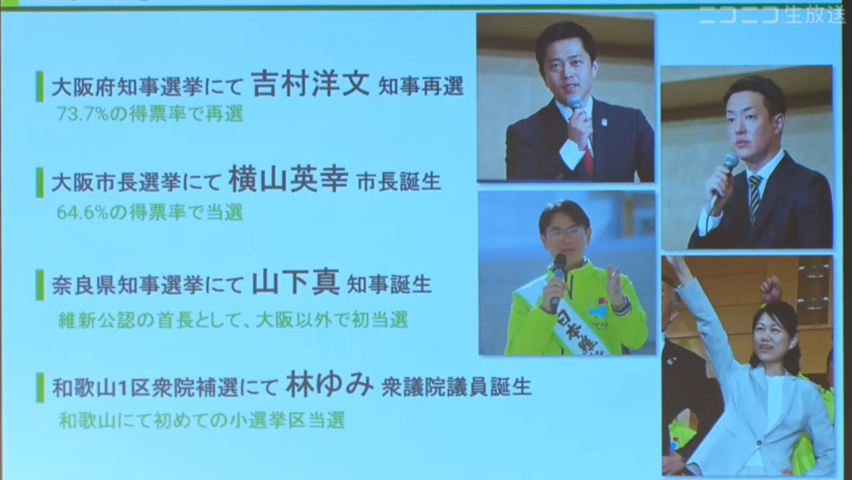 ニコニコ生放送
大阪府知事選挙にて 吉村洋文 知事再選
73.7%の得票率で再選
大阪市長選挙にて 横山英幸 市長誕生
64.6%の得票率で当選
奈良県知事選挙にて 山下真 知事誕生
維新公認の首長として、大阪以外で初当選
和歌山1区衆院補選にて 林ゆみ 衆議院議員誕生
和歌山にて初めての小選挙区当選
日本維新